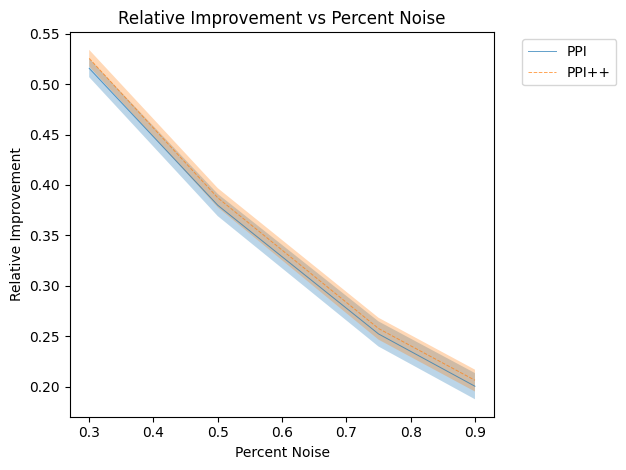 Relative Improvement vs Percent Noise
PPI
PPI++
Relative Improvement
0.55
0.50
0.45
0.40
0.35
0.30
0.25
0.20
0.3 0.4 0.5 0.6 0.7 0.8 0.9
Percent Noise